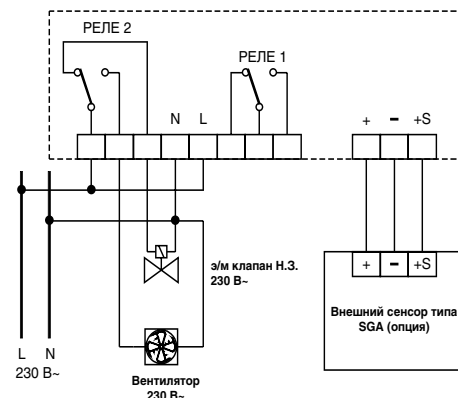 РЕЛЕ 2
РЕЛЕ 1
N L
+ - +S
+ - +S
э/м клапан Н.З.
230 В~
Внешний сенсор типа
SGA (опция)
L N
230 В~
Вентилятор
230 В~